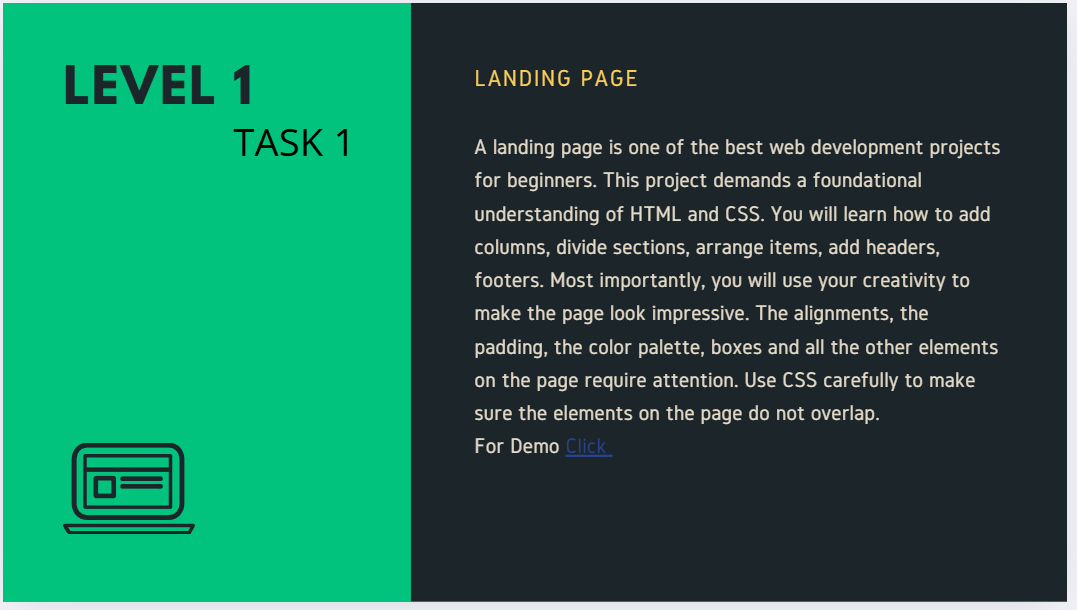 LEVEL 1
TASK 1
LANDING PAGE
A landing page is one of the best web development projects
for beginners. This project demands a foundational
understanding of HTML and CSS. You will learn how to add
columns, divide sections, arrange items, add headers,
footers. Most importantly, you will use your creativity to
make the page look impressive. The alignments, the
padding, the color palette, boxes and all the other elements
on the page require attention. Use CSS carefully to make
sure the elements on the page do not overlap.
For Demo Click